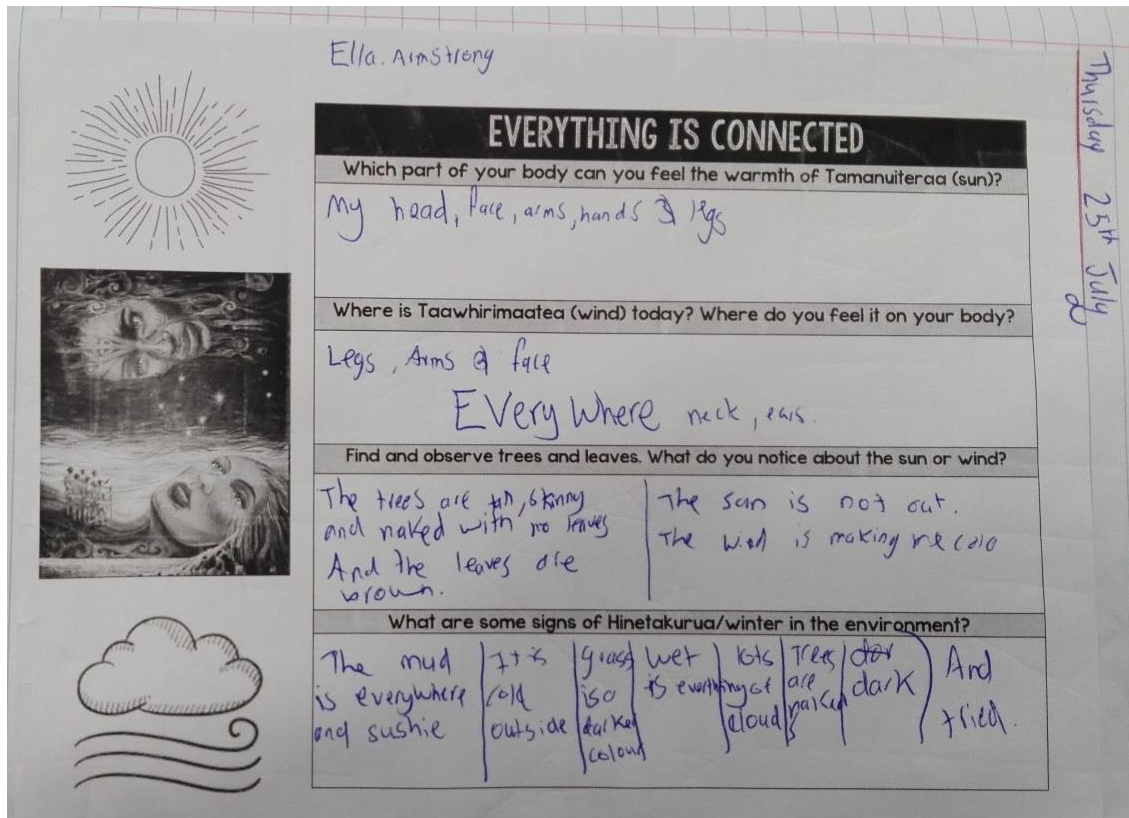 Ella. Armstrong
Thursday 25th July
EVERYTHING IS CONNECTED
Which part of your body can you feel the warmth of Tamanuiteraa (sun)?
My head, face, arms, hands & legs
Where is Taawhirimaatea (wind) today? Where do you feel it on your body?
Legs, Arms & face
EVery Where neck, ears.
Find and observe trees and leaves. What do you notice about the sun or wind?
The trees are skinny
and naked with no leaves
And the leaves are
brown.
The sun is not out.
The wind is making me cold
What are some signs of Hinetakurua/winter in the environment?
The mud
is everywhere
and sushie
It is
cold
outside
grass
is a
darker
colour
wet
is everthing
lots
of
cloud
Trees
are
naked
dark
And
tried.